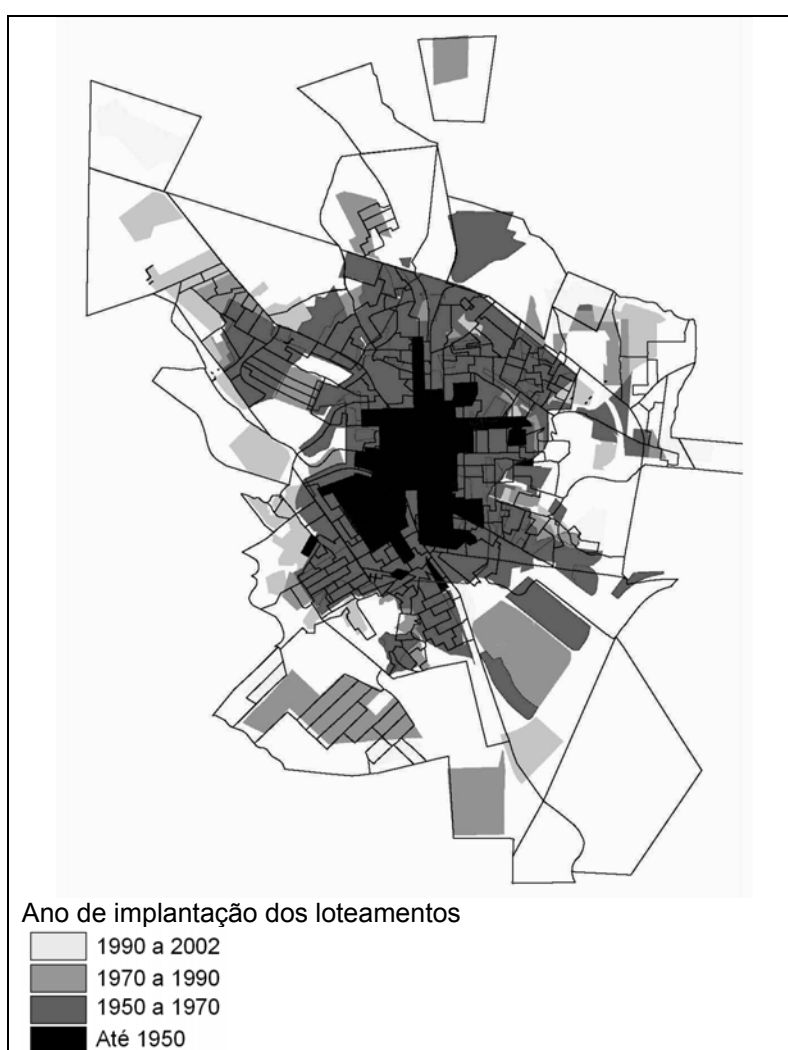 Ano de implantação dos loteamentos
1990 a 2002
1970 a 1990
1950 a 1970
Até 1950